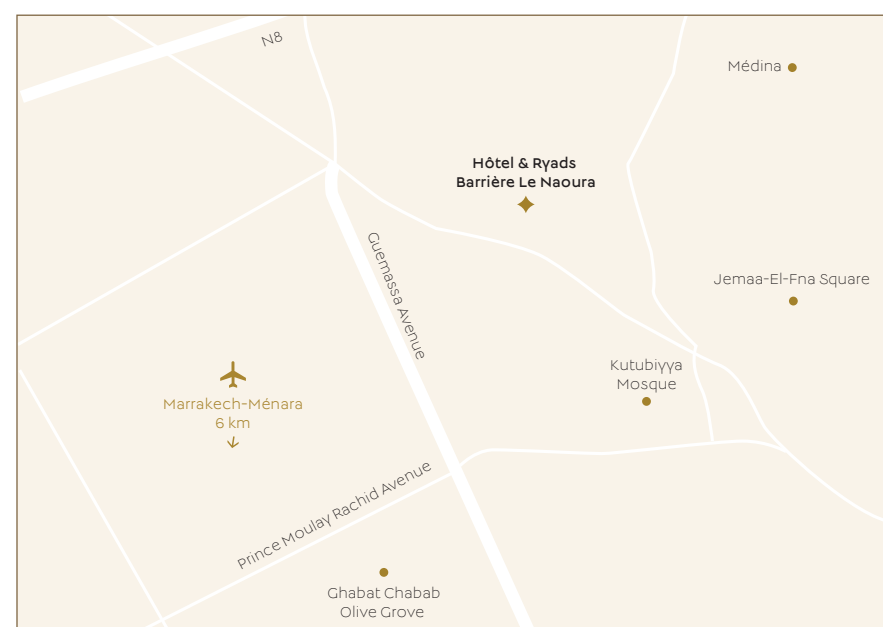 N8
Médina
Hôtel & Ryads
Barrière Le Naoura
Guemassa Avenue
Jemaa-El-Fna Square
Kutubiyya
Mosque
Marrakech-Ménara
6 km
Prince Moulay Rachid Avenue
Ghabat Chabab
Olive Grove